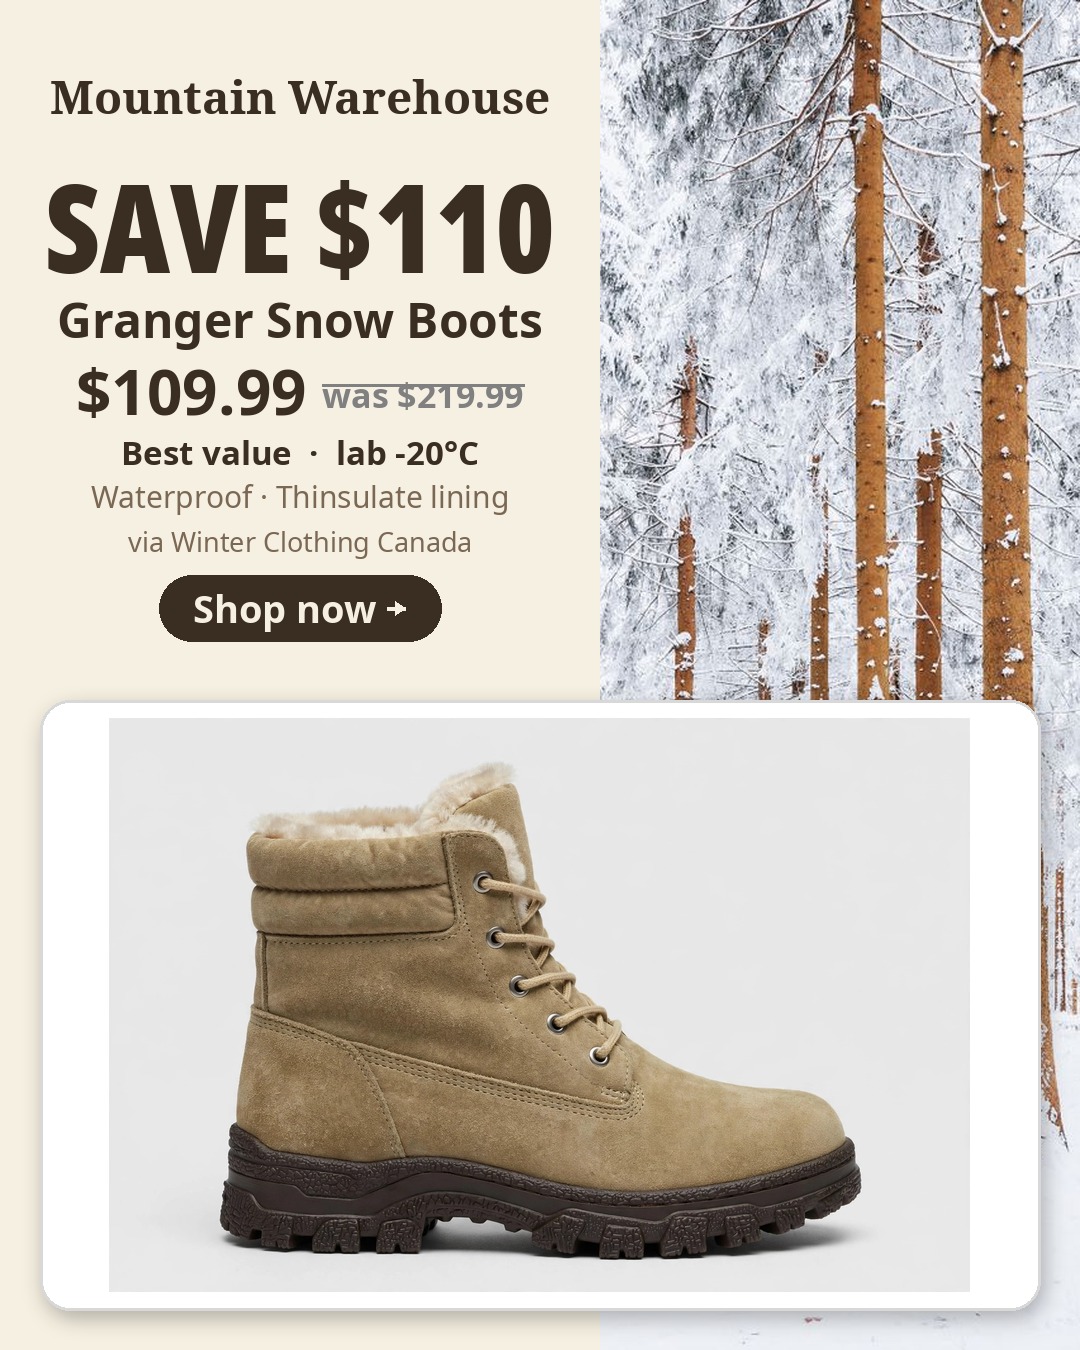 Mountain Warehouse
SAVE $110
Granger Snow Boots
$109.99 was $219.99
Best value · lab -20°C
Waterproof · Thinsulate lining
via Winter Clothing Canada
Shop now →